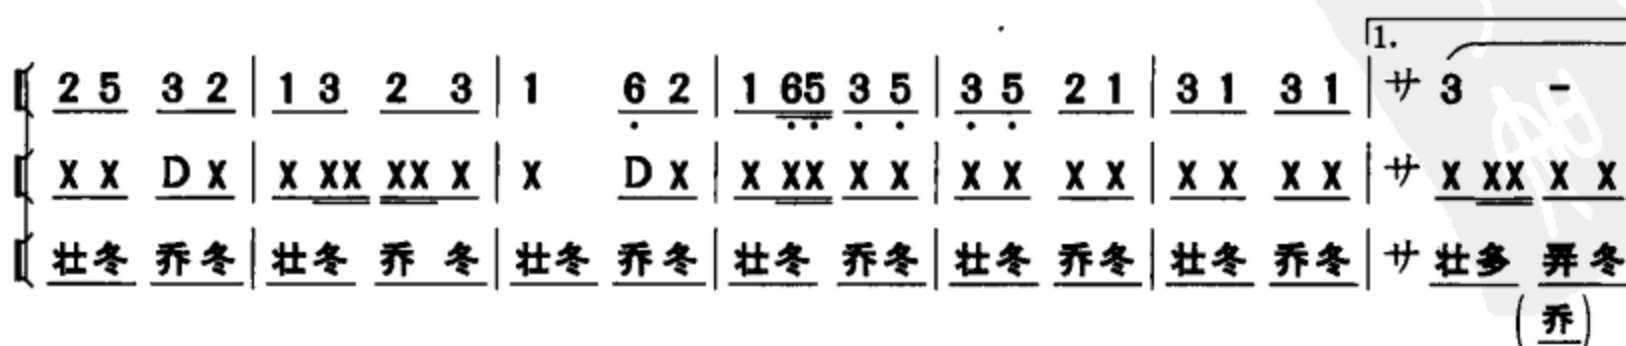 1.
2 5 3 2 | 1 3 2 3 | 1 6 2 | 1 65 3 5 | 3 5 2 1 | 3 1 3 1 | サ 3 -
X X D X | X XX XX X | X D X | X XX X X | X X X X | X X X X | サ X XX X X
壮冬 乔冬 | 壮冬 乔 冬 | 壮冬 乔冬 | 壮冬 乔冬 | 壮冬 乔冬 | 壮冬 乔冬 | サ 壮多 弄冬
(乔)